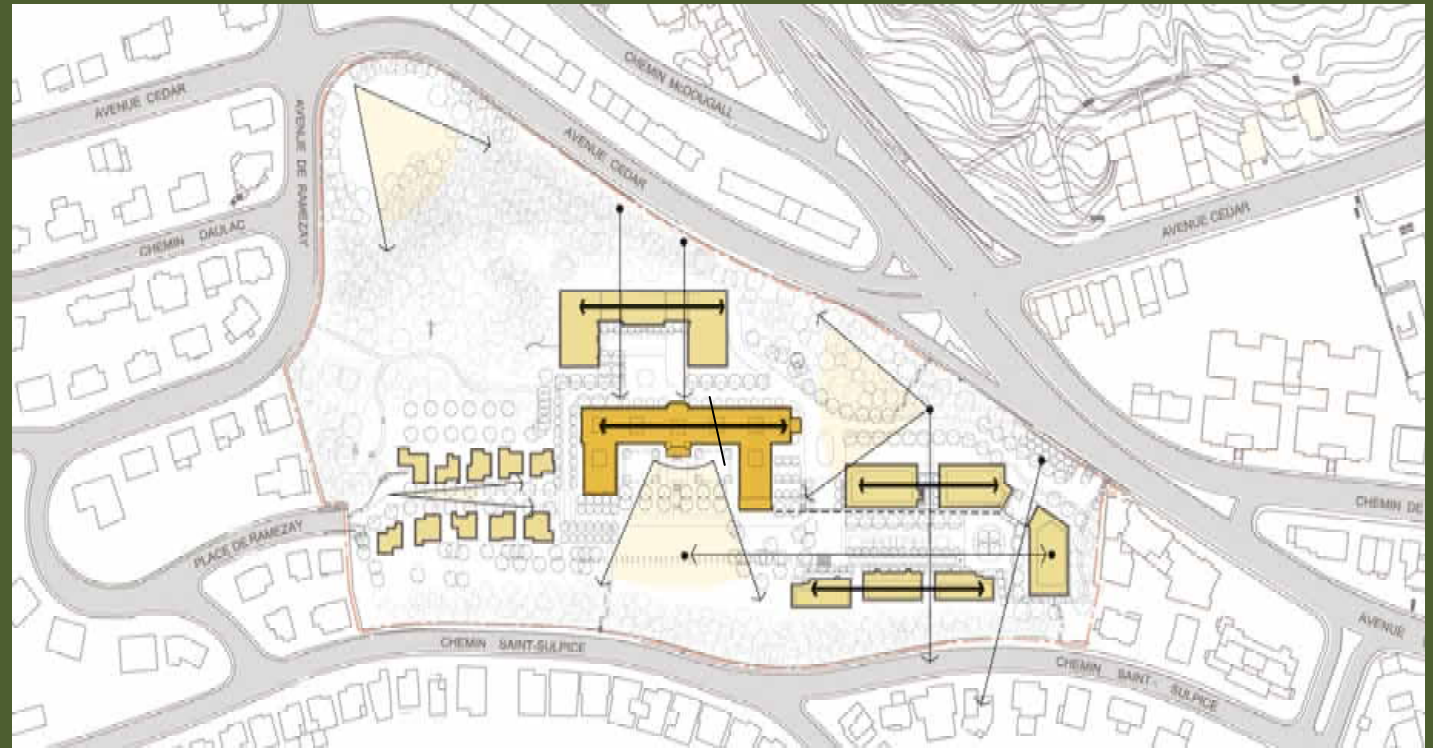 CHEMIN McDOUGALL
AVENUE CEDAR
AVENUE DE RAMEZAY
AVENUE CEDAR
CHEMIN DAULAC
AVENUE CEDAR
CHEMIN DE
PLACE DE RAMEZAY
AVENUE
CHEMIN SAINT-SULPICE
CHEMIN SAINT- SULPICE